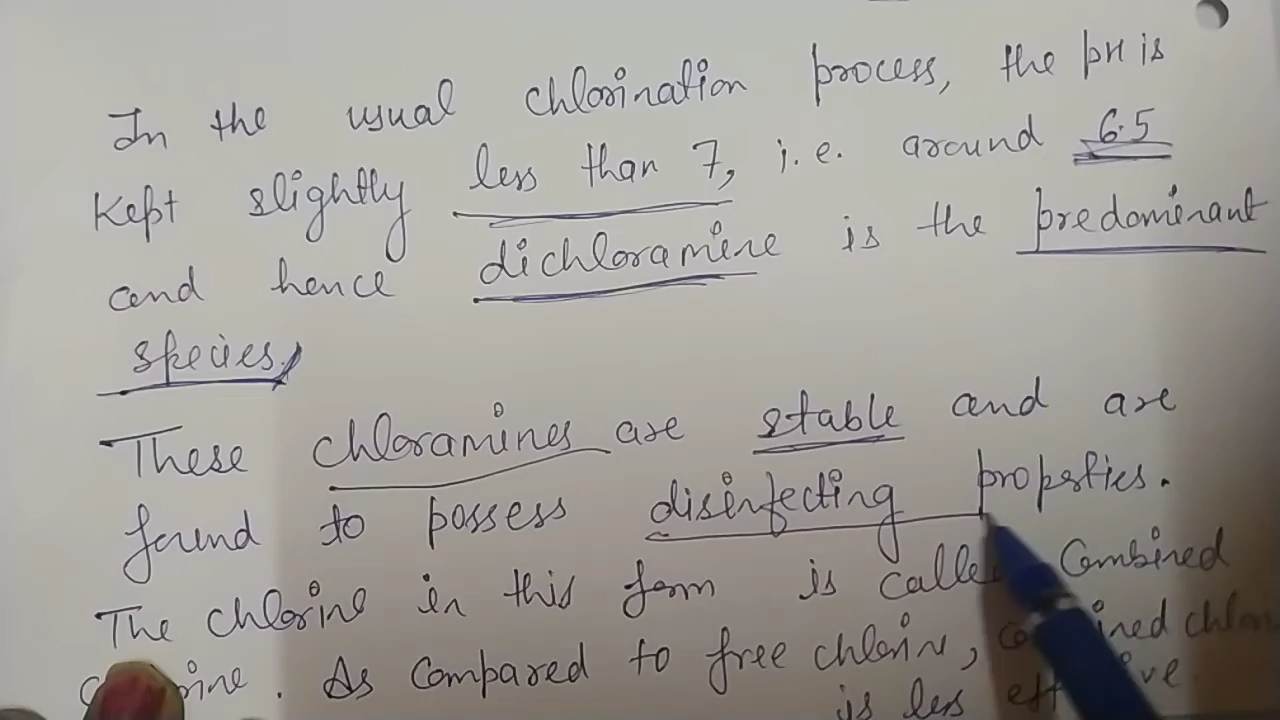 In the usual chlorination process, the pH is
Kept slightly less than 7, i.e. around 6.5
and hence dichloramine is the predominant
species.
These chloramines are stable and are
found to possess disinfecting properties.
The chlorine in this form is called Combined
. As compared to free chlorine,
is less